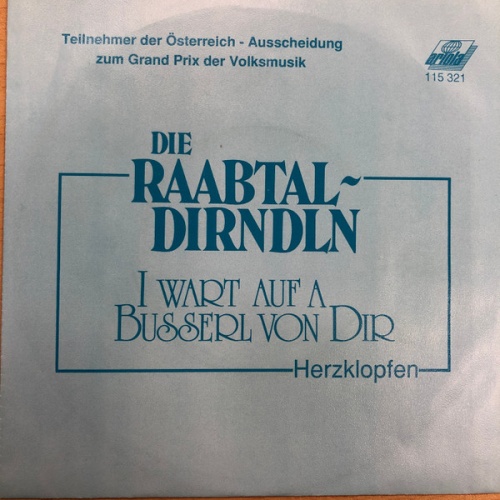 Teilnehmer der Österreich - Ausscheidung
zum Grand Prix der Volksmusik
ariola
115 321
DIE
RAABTAL~
DIRNDLN
I WART AUF A
BUSSERL VON DIR
Herzklopfen